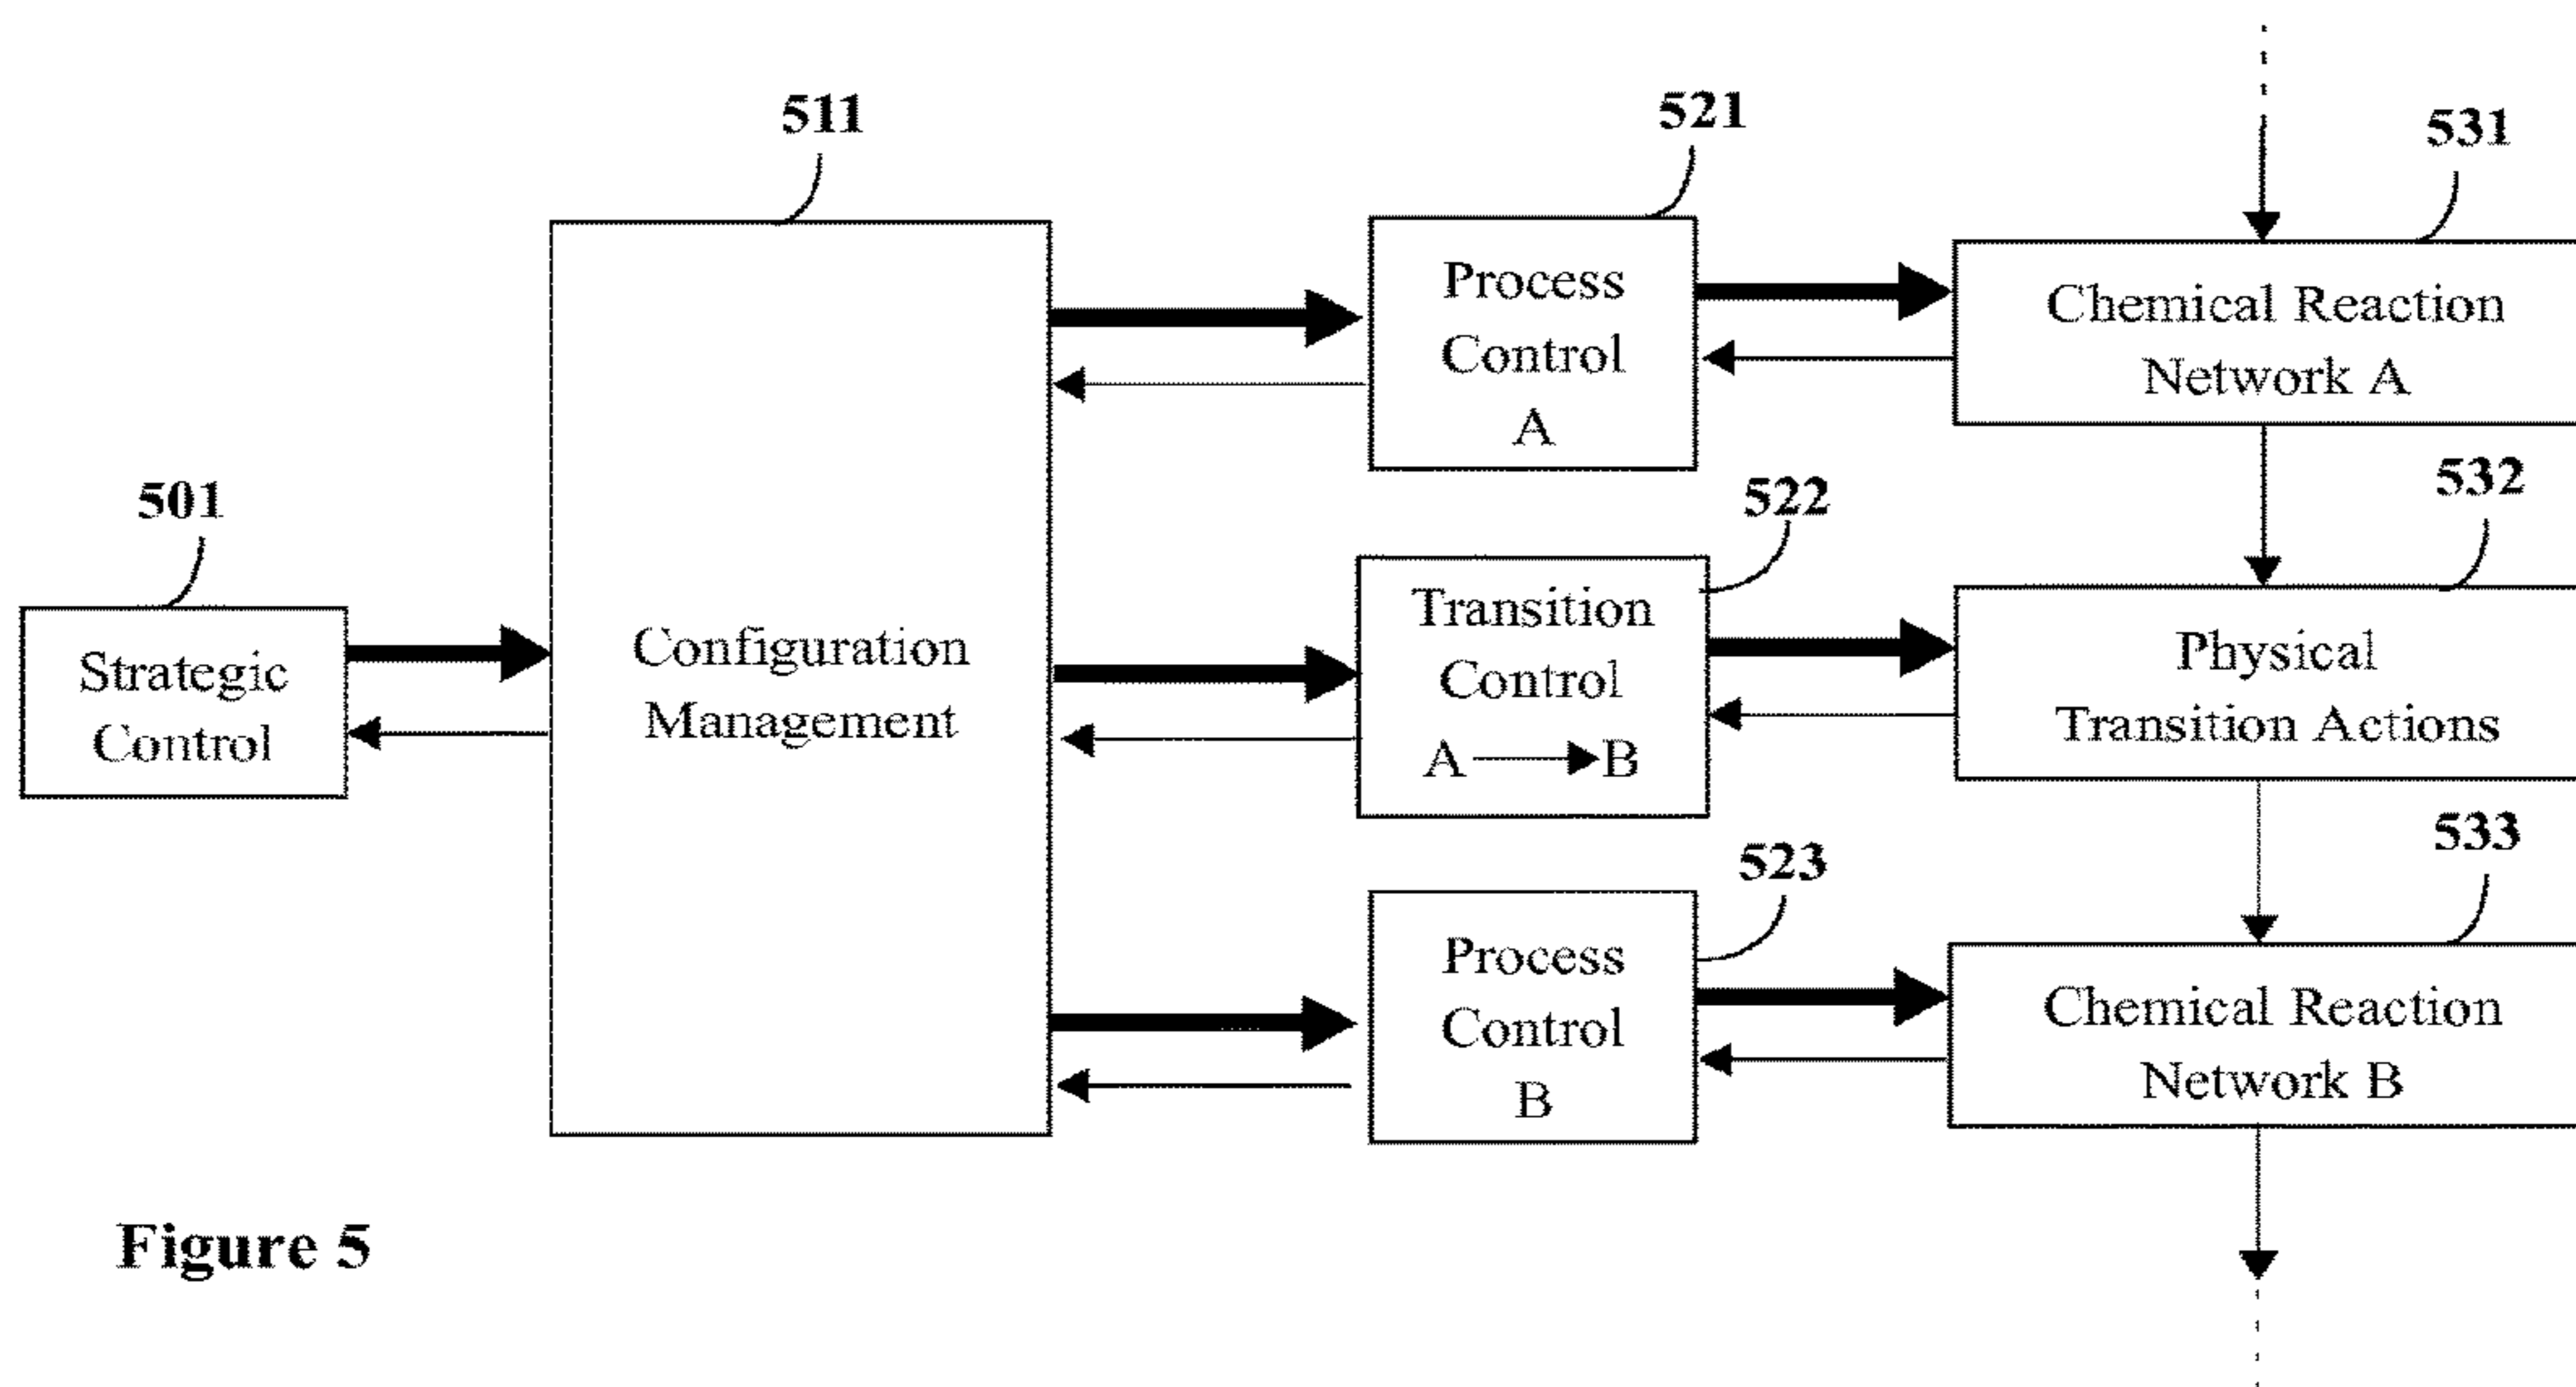 511
521
531
Process
Control
A
Chemical Reaction
Network A
501
522
532
Strategic
Control
Configuration
Management
Transition
Control
A B
Physical
Transition Actions
523
533
Process
Control
B
Chemical Reaction
Network B
Figure 5